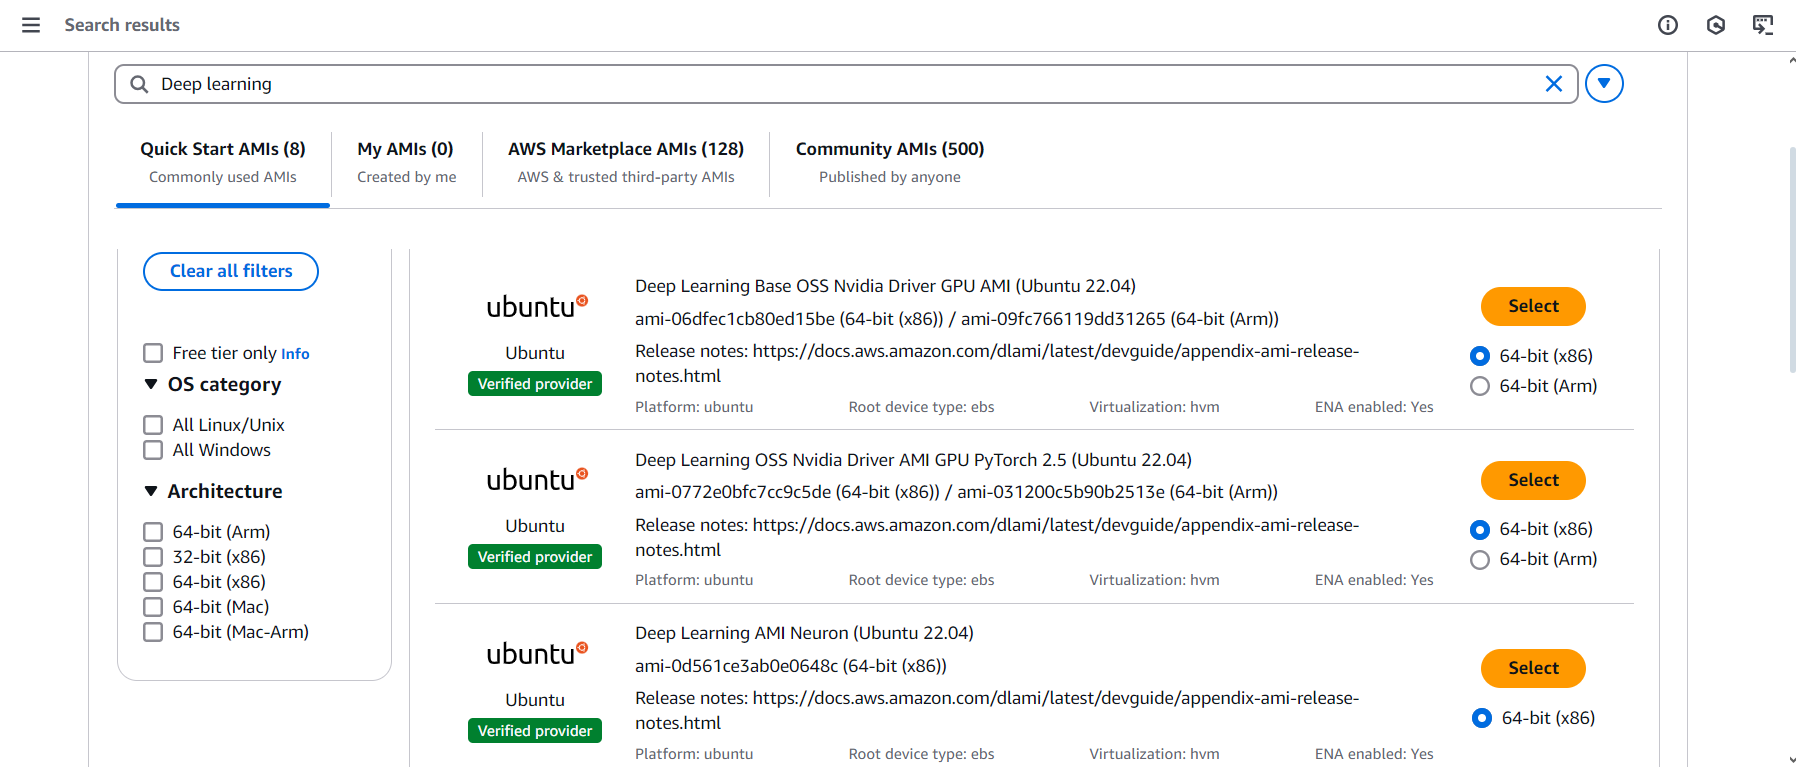 Search results
Deep learning
Quick Start AMIs (8)
Commonly used AMIs
My AMIs (0)
Created by me
AWS Marketplace AMIs (128)
AWS & trusted third-party AMIs
Community AMIs (500)
Published by anyone
Clear all filters
Free tier only Info
OS category
All Linux/Unix
All Windows
Architecture
64-bit (Arm)
32-bit (x86)
64-bit (x86)
64-bit (Mac)
64-bit (Mac-Arm)
ubuntu
Ubuntu
Verified provider
Deep Learning Base OSS Nvidia Driver GPU AMI (Ubuntu 22.04)
ami-06dfec1cb80ed15be (64-bit (x86)) / ami-09fc766119dd31265 (64-bit (Arm))
Release notes: https://docs.aws.amazon.com/dlami/latest/devguide/appendix-ami-release-
notes.html
Platform: ubuntu Root device type: ebs Virtualization: hvm ENA enabled: Yes
Select
64-bit (x86)
64-bit (Arm)
ubuntu
Ubuntu
Verified provider
Deep Learning OSS Nvidia Driver AMI GPU PyTorch 2.5 (Ubuntu 22.04)
ami-0772e0bfc7cc9c5de (64-bit (x86)) / ami-031200c5b90b2513e (64-bit (Arm))
Release notes: https://docs.aws.amazon.com/dlami/latest/devguide/appendix-ami-release-
notes.html
Platform: ubuntu Root device type: ebs Virtualization: hvm ENA enabled: Yes
Select
64-bit (x86)
64-bit (Arm)
ubuntu
Ubuntu
Verified provider
Deep Learning AMI Neuron (Ubuntu 22.04)
ami-0d561ce3ab0e0648c (64-bit (x86))
Release notes: https://docs.aws.amazon.com/dlami/latest/devguide/appendix-ami-release-
notes.html
Platform: ubuntu Root device type: ebs Virtualization: hvm ENA enabled: Yes
Select
64-bit (x86)